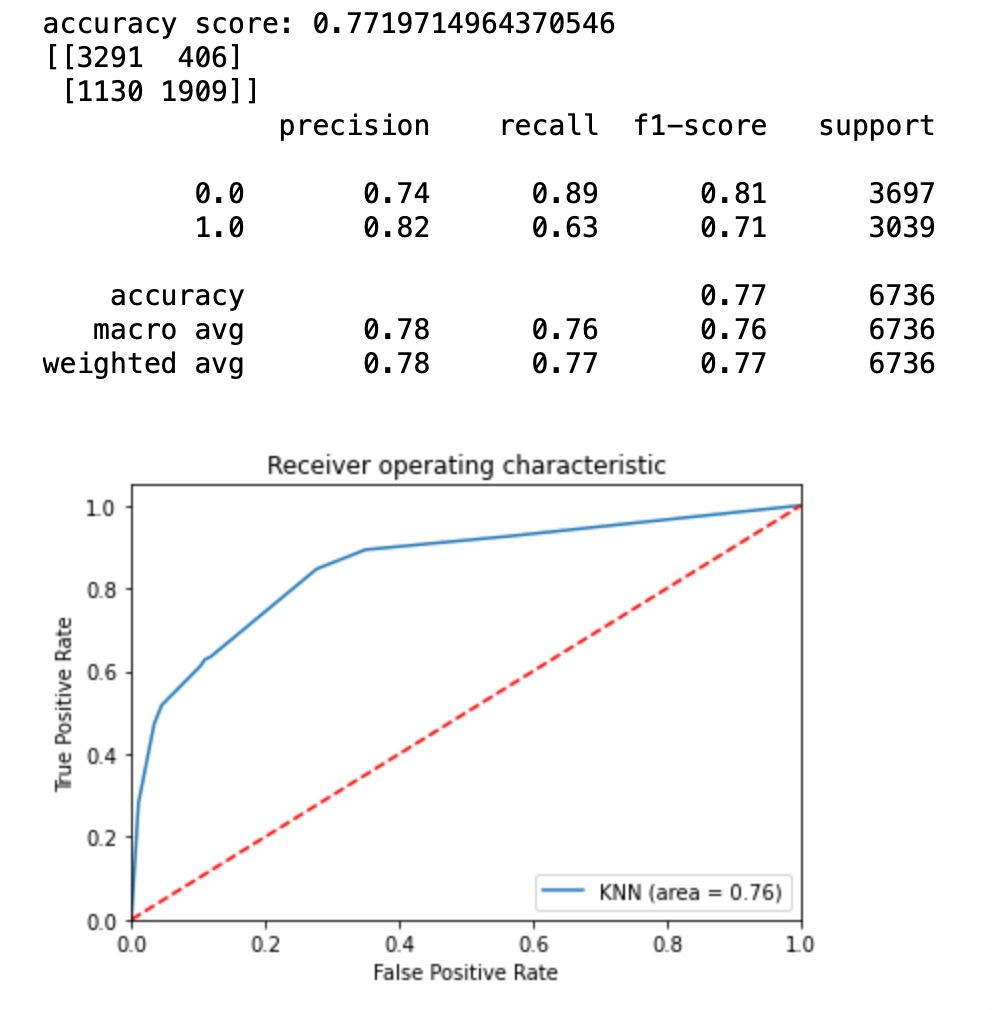 accuracy score: 0.7719714964370546
[[3291  406]
 [1130 1909]]
precision recall f1-score support
0.0 0.74 0.89 0.81 3697
1.0 0.82 0.63 0.71 3039
accuracy 0.77 6736
macro avg 0.78 0.76 0.76 6736
weighted avg 0.78 0.77 0.77 6736
Receiver operating characteristic
1.0
0.8
0.6
0.4
0.2
0.0
True Positive Rate
KNN (area = 0.76)
0.0 0.2 0.4 0.6 0.8 1.0
False Positive Rate